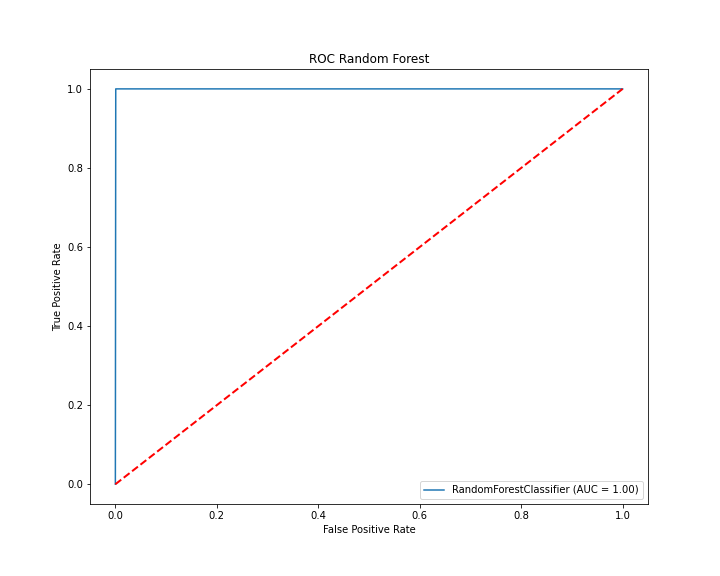 ROC Random Forest
True Positive Rate
1.0
0.8
0.6
0.4
0.2
0.0
0.0 0.2 0.4 0.6 0.8 1.0
False Positive Rate
RandomForestClassifier (AUC = 1.00)